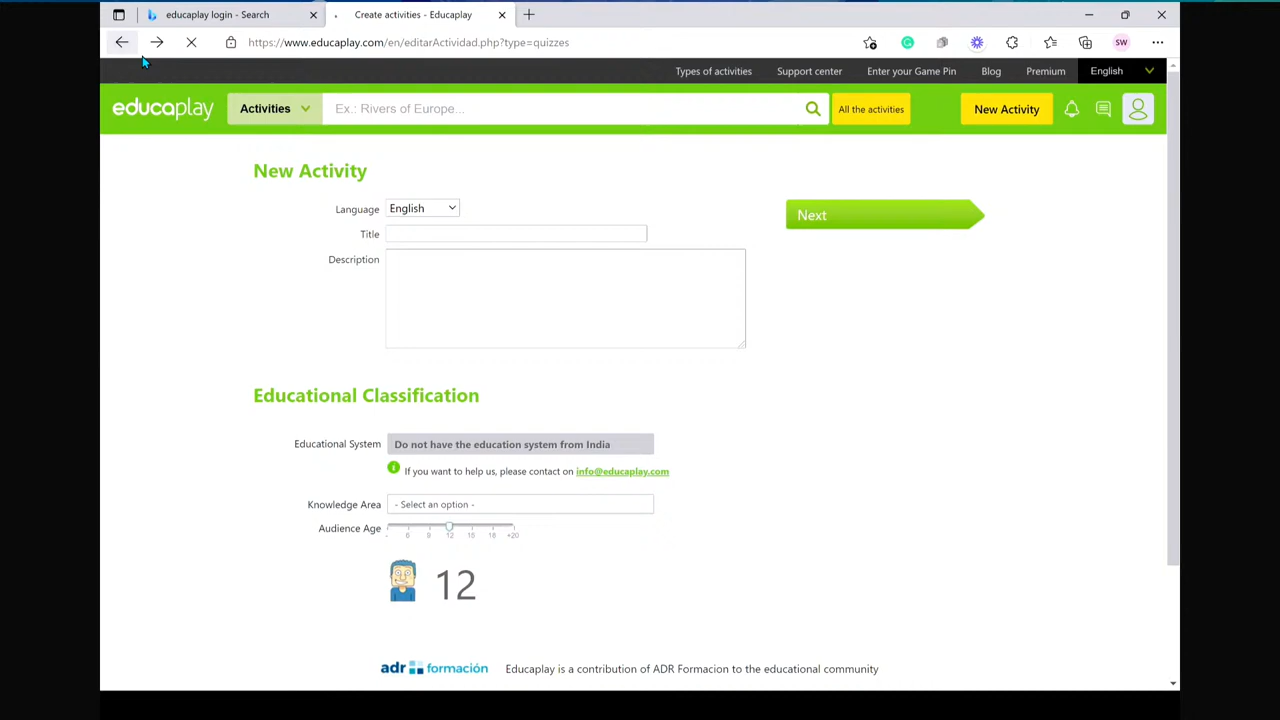 educaplay login - Search
Create activities - Educaplay
https://www.educaplay.com/en/editarActividad.php?type=quizzes
SW
Types of activities Support center Enter your Game Pin Blog Premium English
educaplay Activities Ex.: Rivers of Europe... All the activities New Activity
New Activity
Language English
Next
Title
Description
Educational Classification
Educational System Do not have the education system from India
i If you want to help us, please contact on info@educaplay.com
Knowledge Area - Select an option -
Audience Age
- 6 9 12 15 18 +20
12
adr formación Educaplay is a contribution of ADR Formacion to the educational community